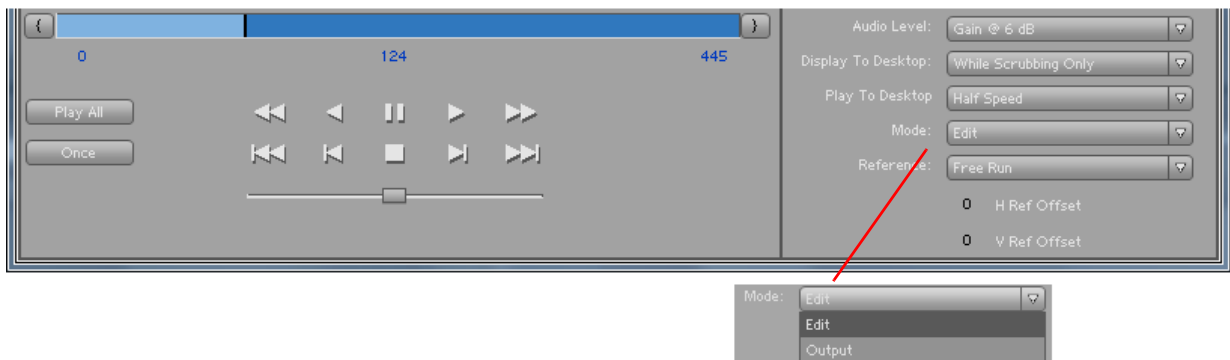 { }
0 124 445
Play All
Once
Audio Level: Gain @ 6 dB
Display To Desktop: While Scrubbing Only
Play To Desktop Half Speed
Mode: Edit
Reference: Free Run
0 H Ref Offset
0 V Ref Offset
Mode: Edit
Edit
Output